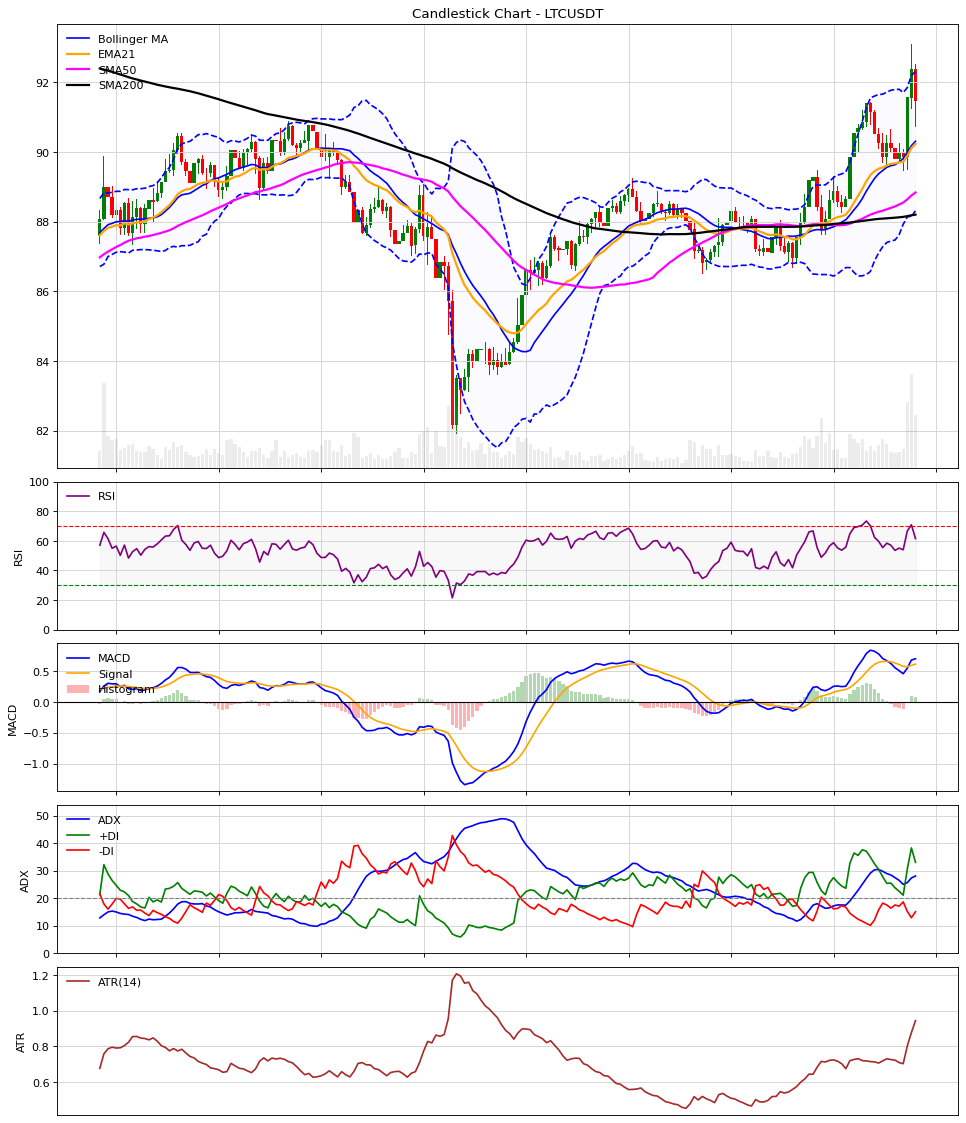 Candlestick Chart - LTCUSDT
Bollinger MA
EMA21
SMA50
SMA200
92
90
88
86
84
82
RSI
RSI
100
80
60
40
20
0
MACD
MACD
Signal
Histogram
0.5
0.0
−0.5
−1.0
ADX
ADX
+DI
-DI
50
40
30
20
10
0
ATR
ATR(14)
1.2
1.0
0.8
0.6